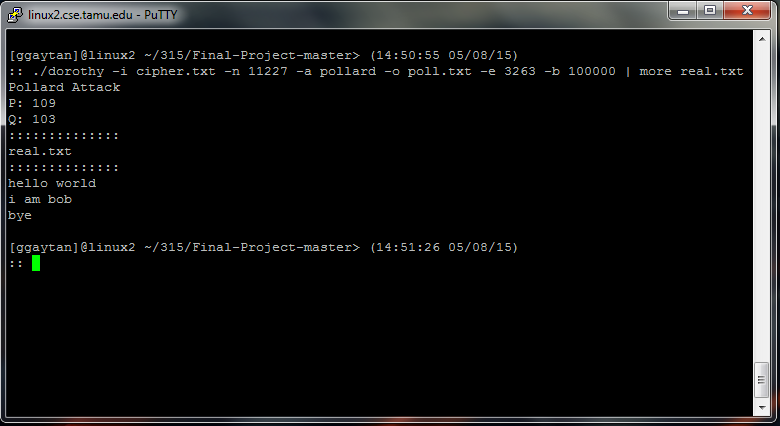 linux2.cse.tamu.edu - PuTTY
[ggaytan]@linux2 ~/315/Final-Project-master> (14:50:55 05/08/15)
:: ./dorothy -i cipher.txt -n 11227 -a pollard -o poll.txt -e 3263 -b 100000 | more real.txt
Pollard Attack
P: 109
Q: 103
::::::::::::::
real.txt
::::::::::::::
hello world
i am bob
bye
[ggaytan]@linux2 ~/315/Final-Project-master> (14:51:26 05/08/15)
::